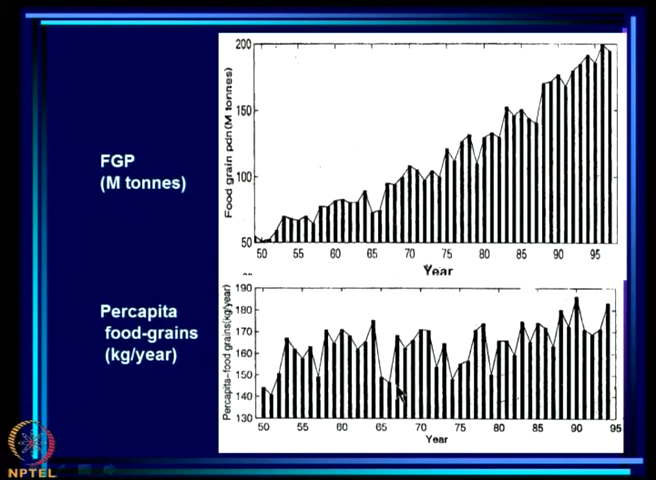 FGP
(M tonnes)
Food grain pdn(M tonnes)
200
150
100
50
50 55 60 65 70 75 80 85 90 95
Year
Percapita
food-grains
(kg/year)
Percapita-food grains(kg/year)
190
180
170
160
150
140
130
50 55 60 65 70 75 80 85 90 95
Year
NPTEL